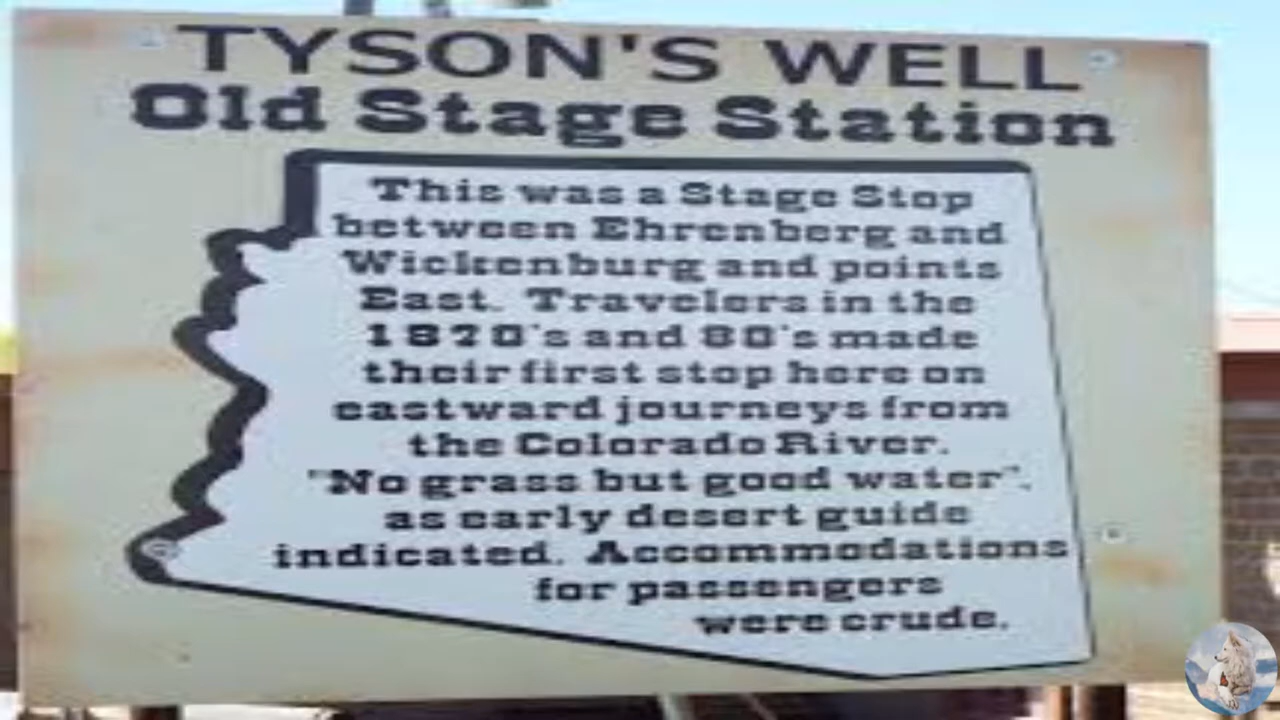 TYSON'S WELL
Old Stage Station
This was a Stage Stop
between Ehrenberg and
Wickenburg and points
East. Travelers in the
1870's and 80's made
their first stop here on
eastward journeys from
the Colorado River.
"No grass but good water".
as early desert guide
indicated. Accommodations
for passengers
were crude.